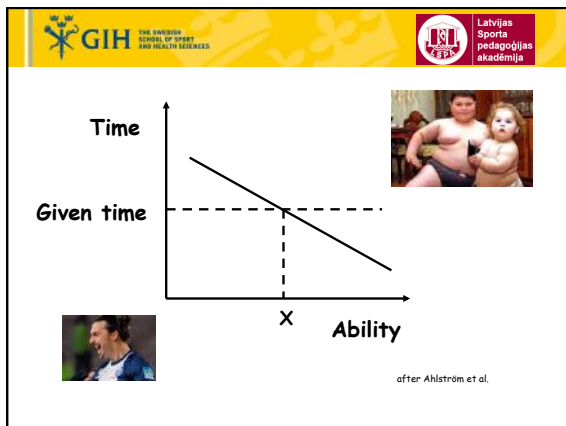 GIH
THE SWEDISH
SCHOOL OF SPORT
AND HEALTH SCIENCES
Latvijas
Sporta
pedagoģijas
akadēmija
LSPA
Time
Given time
X
Ability
after Ahlström et al.